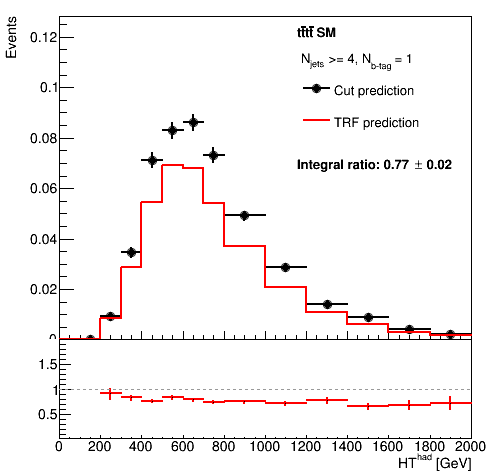 Events
0.12
0.1
0.08
0.06
0.04
0.02
0
tt̄tt̄ SM
N_jets >= 4, N_b-tag = 1
Cut prediction
TRF prediction
Integral ratio: 0.77 ± 0.02
1.5
1
0.5
0 200 400 600 800 1000 1200 1400 1600 1800 2000
HT^had [GeV]